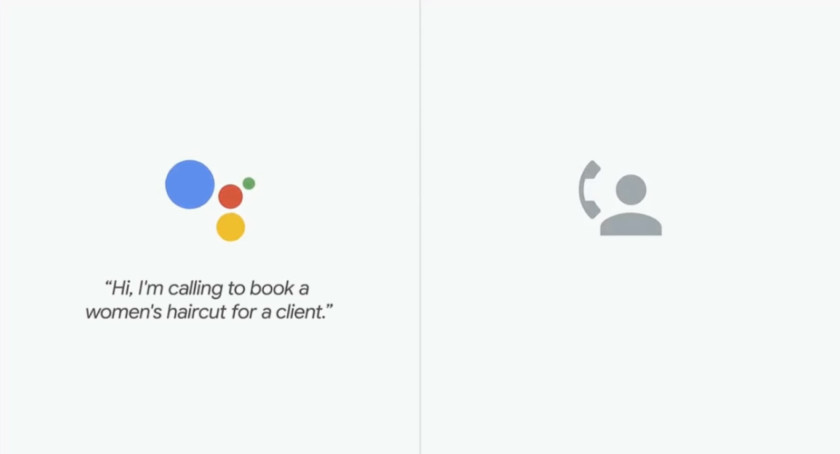 “Hi, I'm calling to book a
women's haircut for a client.”